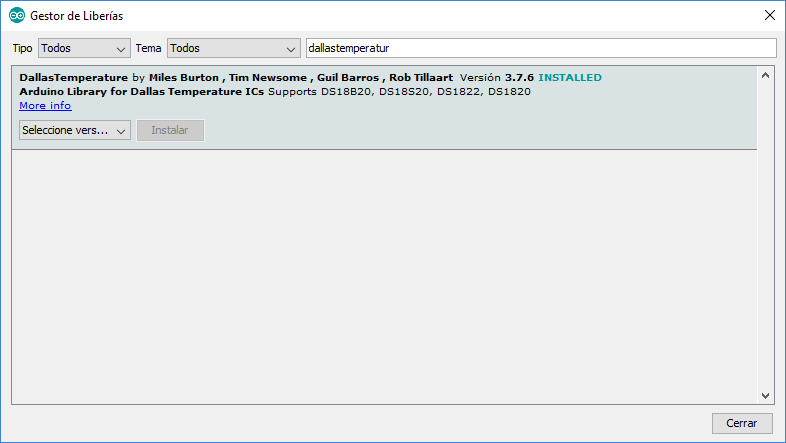 Gestor de Liberías
Tipo Todos Tema Todos dallastemperatur
DallasTemperature by Miles Burton , Tim Newsome , Guil Barros , Rob Tillaart Versión 3.7.6 INSTALLED
Arduino Library for Dallas Temperature ICs Supports DS18B20, DS18S20, DS1822, DS1820
More info
Seleccione vers... Instalar
Cerrar